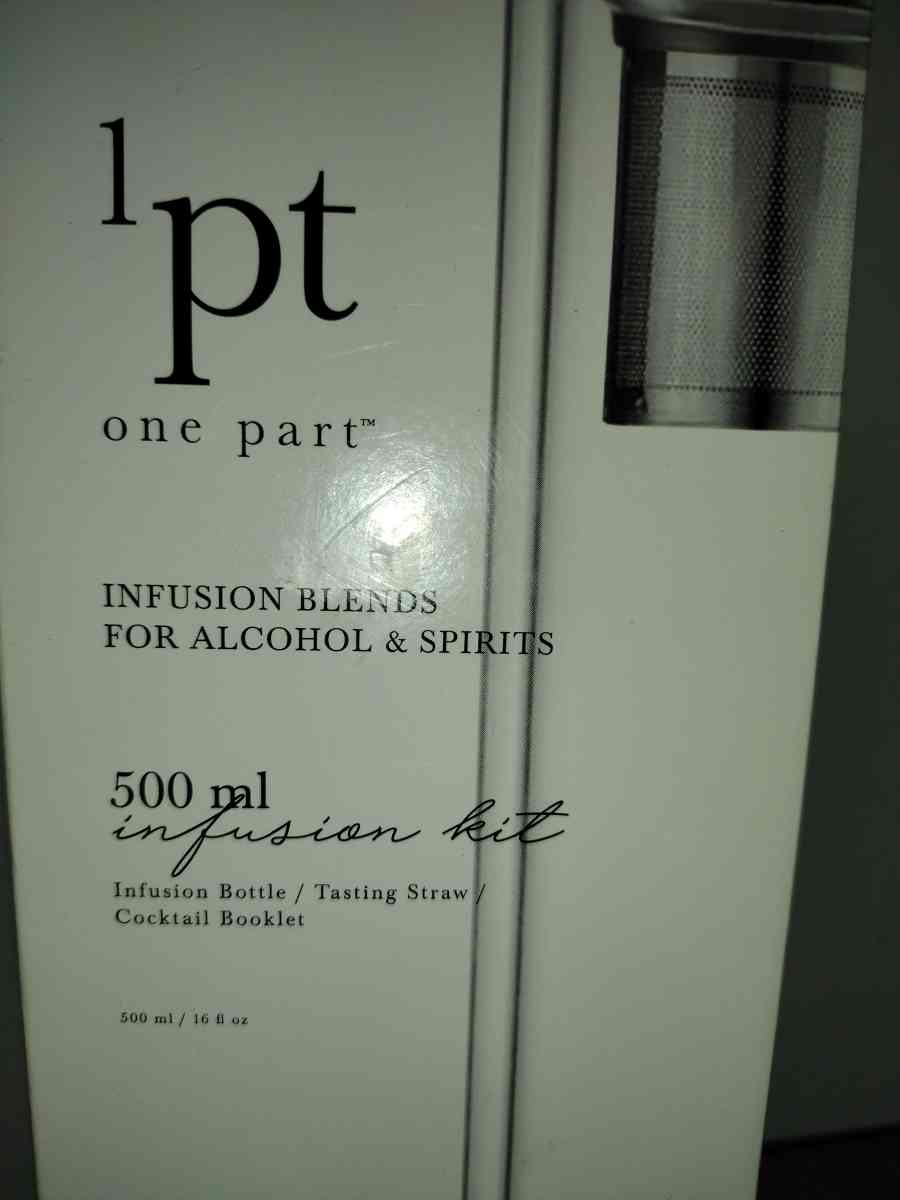 1pt
one part™
INFUSION BLENDS
FOR ALCOHOL & SPIRITS
500 ml
infusion kit
Infusion Bottle / Tasting Straw /
Cocktail Booklet
500 ml / 16 fl oz